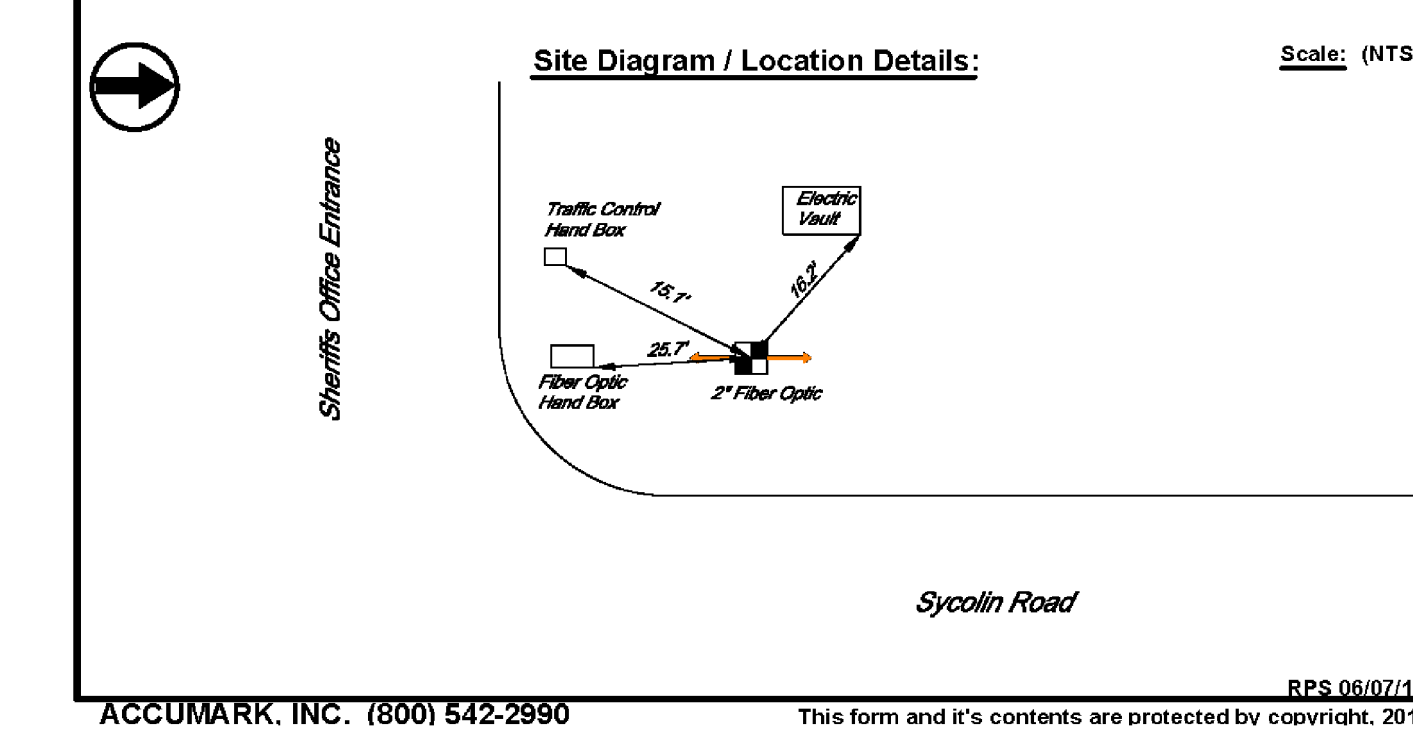 Site Diagram / Location Details:
Scale: (NTS
Sheriffs Office Entrance
Traffic Control
Hand Box
Electric
Vault
15.1'
16.2'
25.7'
Fiber Optic
Hand Box
2" Fiber Optic
Sycolin Road
RPS 06/07/1
ACCUMARK, INC. (800) 542-2990
This form and it's contents are protected by copyright, 201